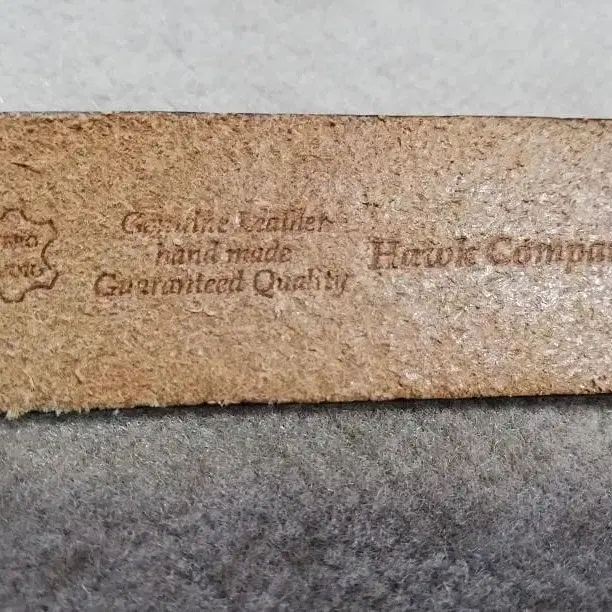 Genuine Leather
hand made
Guaranteed Quality
Hawk Compa